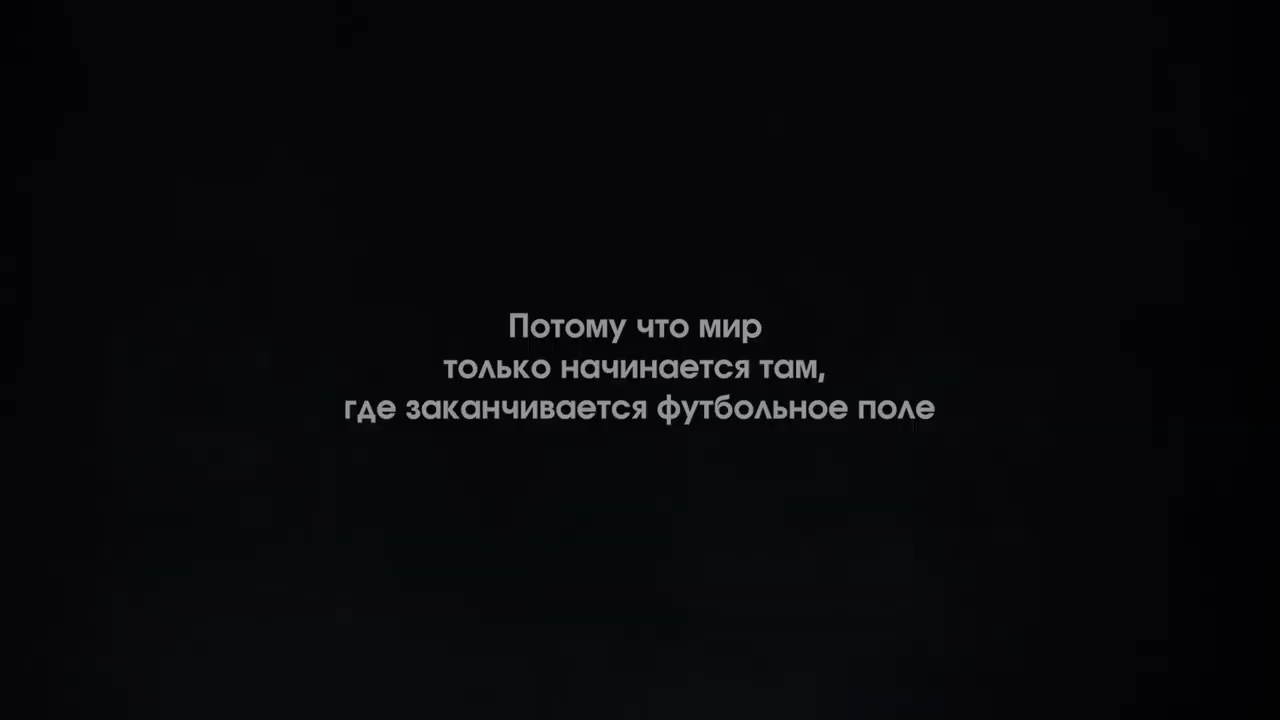 Потому что мир
только начинается там,
где заканчивается футбольное поле